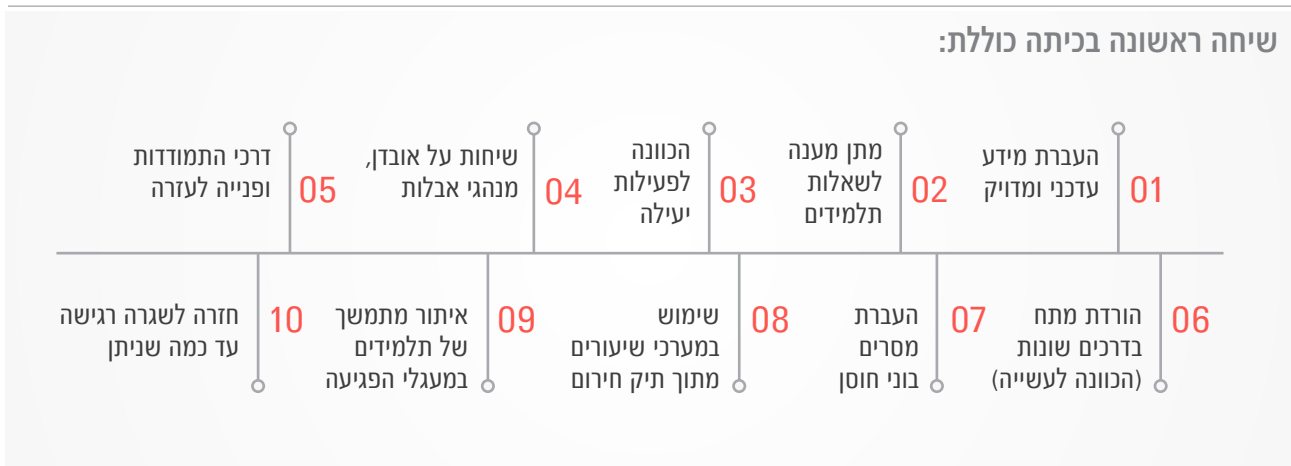 שיחה ראשונה בכיתה כוללת:
01
העברת מידע
עדכני ומדויק
02
מתן מענה
לשאלות
תלמידים
03
הכוונה
לפעילות
יעילה
04
שיחות על אובדן,
מנהגי אבלות
05
דרכי התמודדות
ופנייה לעזרה
06
הורדת מתח
בדרכים שונות
(הכוונה לעשייה)
07
העברת
מסרים
בוני חוסן
08
שימוש
במערכי שיעורים
מתוך תיק חירום
09
איתור מתמשך
של תלמידים
במעגלי הפגיעה
10
חזרה לשגרה רגישה
עד כמה שניתן